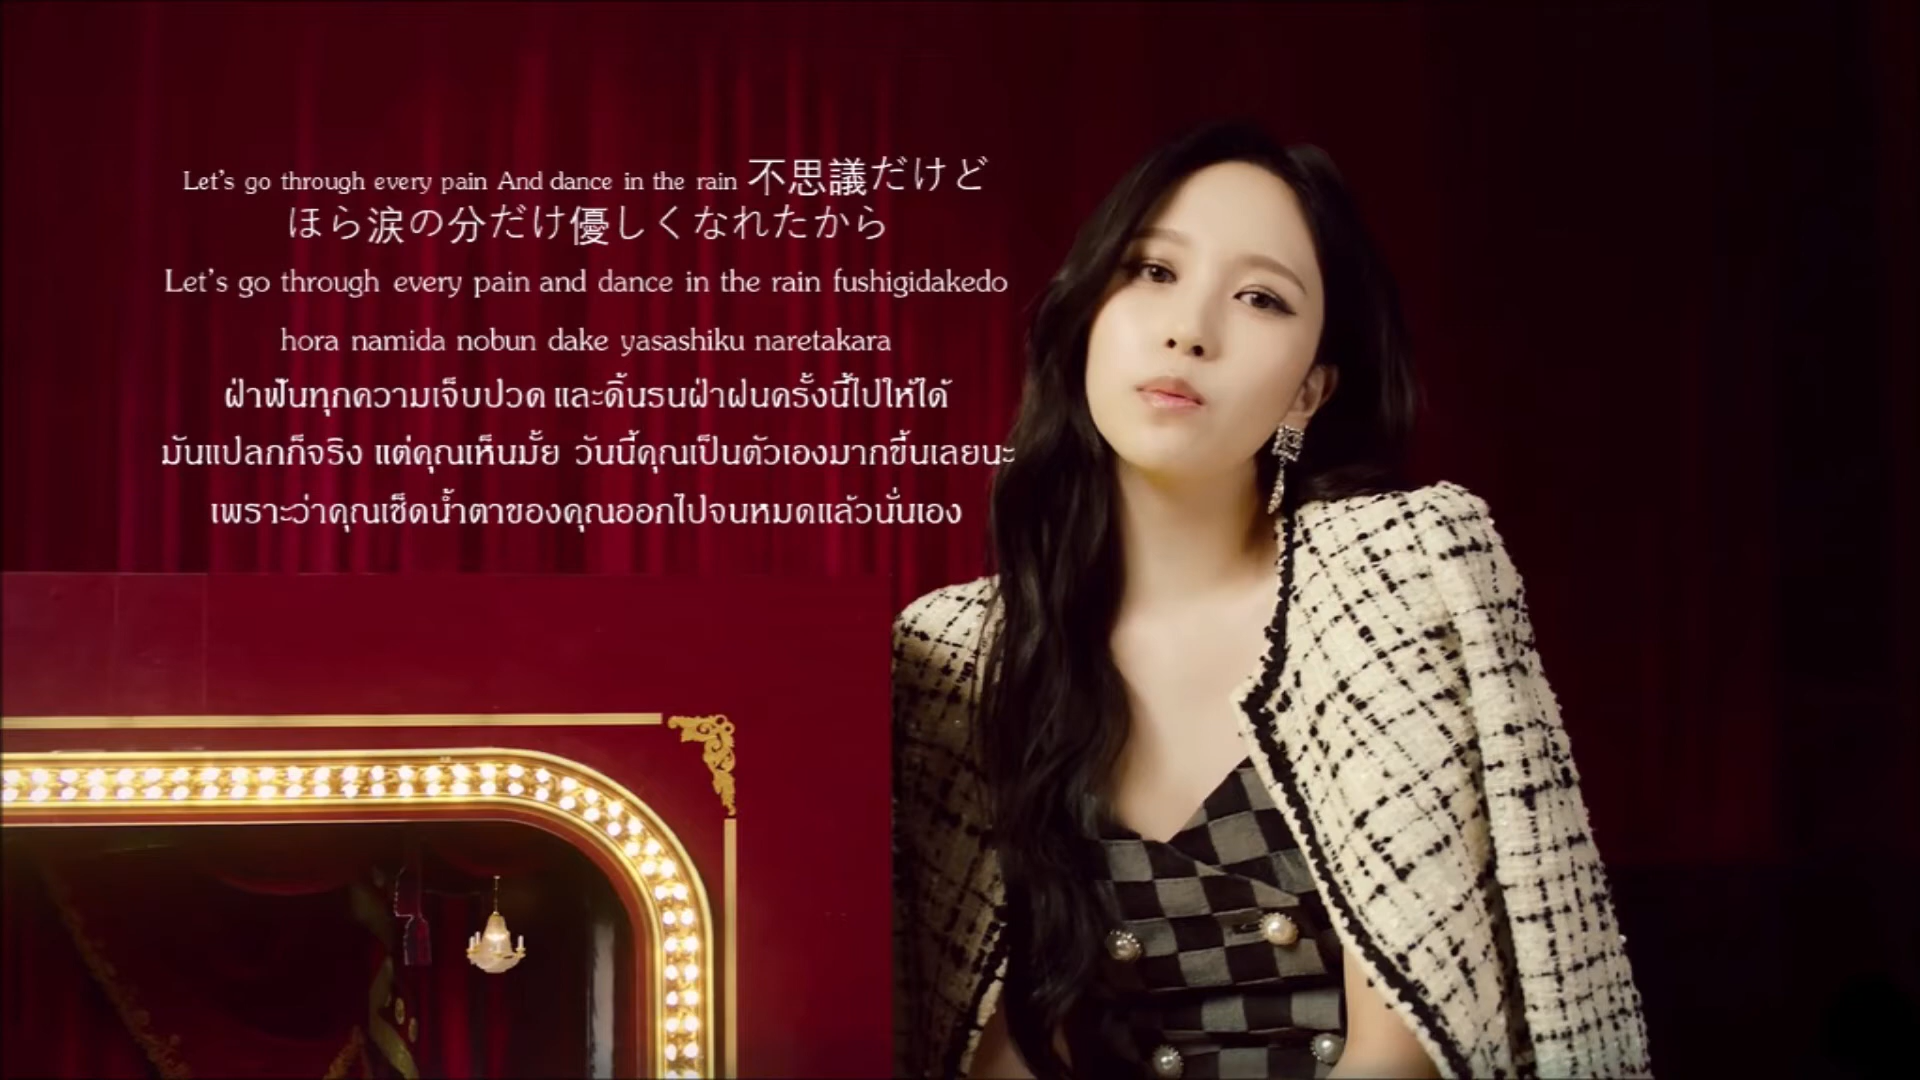 Let's go through every pain And dance in the rain 不思議だけど
ほら涙の分だけ優しくなれたから
Let's go through every pain and dance in the rain fushigidakedo
hora namida nobun dake yasashiku naretakara
ฝ่าฟันทุกความเจ็บปวด และดิ้นรนฝ่าฝนครั้งนี้ไปให้ได้
มันแปลกก็จริง แต่คุณเห็นมั้ย วันนี้คุณเป็นตัวเองมากขึ้นเลยนะ
เพราะว่าคุณเช็ดน้ำตาของคุณออกไปจนหมดแล้วนั่นเอง